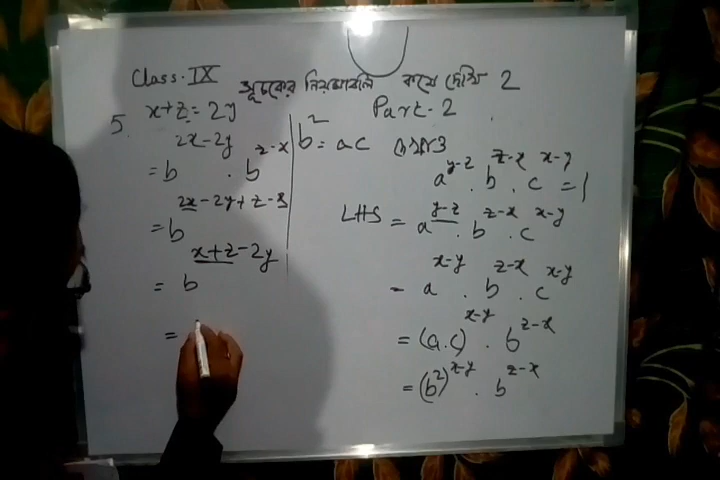 Class. IX সূচকের নিয়মাবলি কষে দেখি 2
Part-2
5. x+z=2y
b²=ac
a^{y-z}.b^{z-x}.c^{x-y}=1
LHS = a^{y-z}.b^{z-x}.c^{x-y}
= a^{x-y}.b^{z-x}.c^{x-y}
= (a.c)^{x-y}.b^{z-x}
= (b²)^{x-y}.b^{z-x}
= b^{2x-2y}.b^{z-x}
= b^{2x-2y+z-x}
= b^{x+z-2y}
=